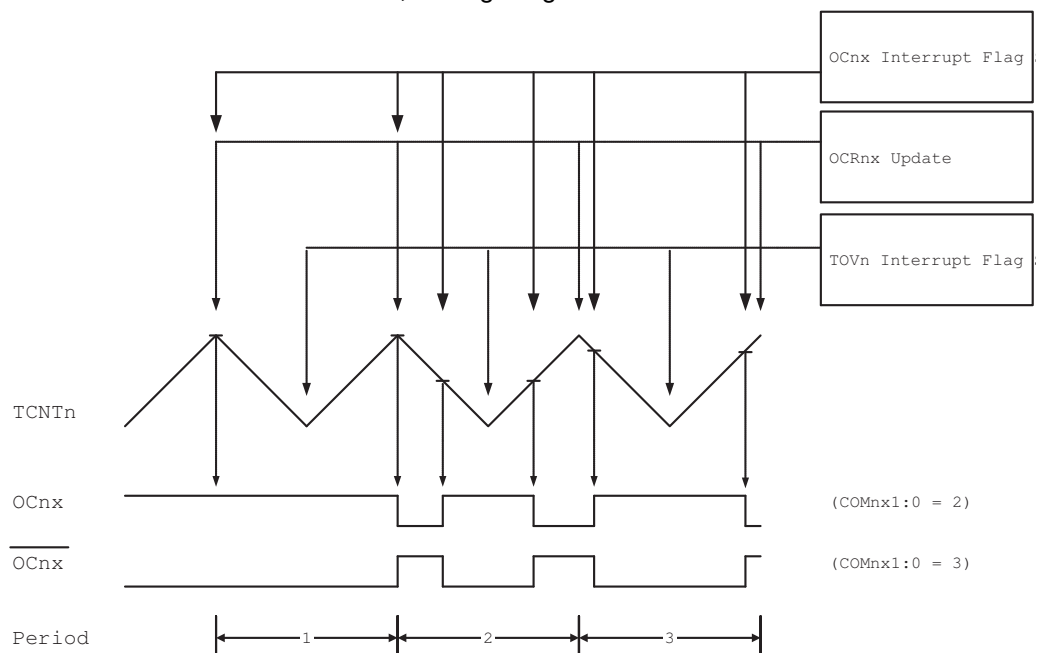 OCnx Interrupt Flag
OCRnx Update
TOVn Interrupt Flag
TCNTn
OCnx
(COMnx1:0 = 2)
OCnx
(COMnx1:0 = 3)
Period
1
2
3